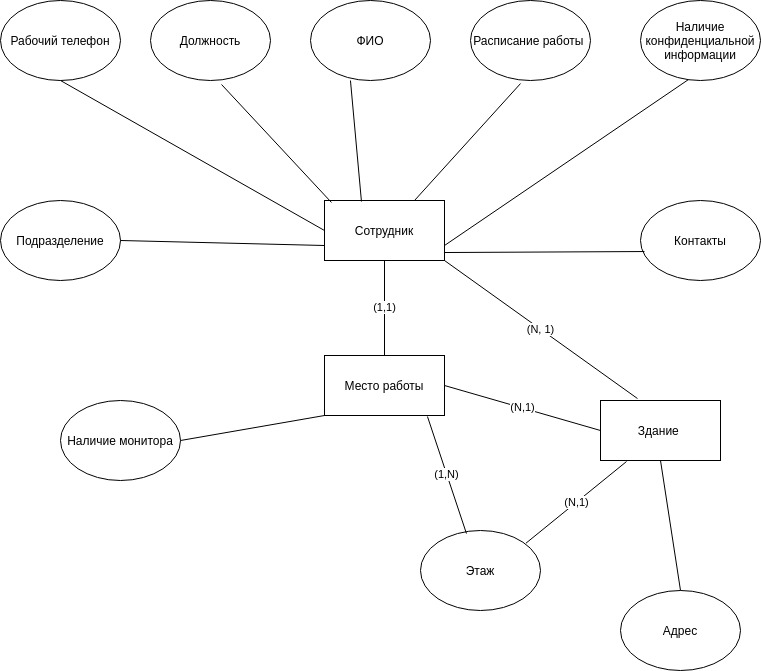 Рабочий телефон
Должность
ФИО
Расписание работы
Наличие
конфиденциальной
информации
Подразделение
Сотрудник
Контакты
(1,1)
(N, 1)
Место работы
(N,1)
Здание
Наличие монитора
(1,N)
(N,1)
Этаж
Адрес